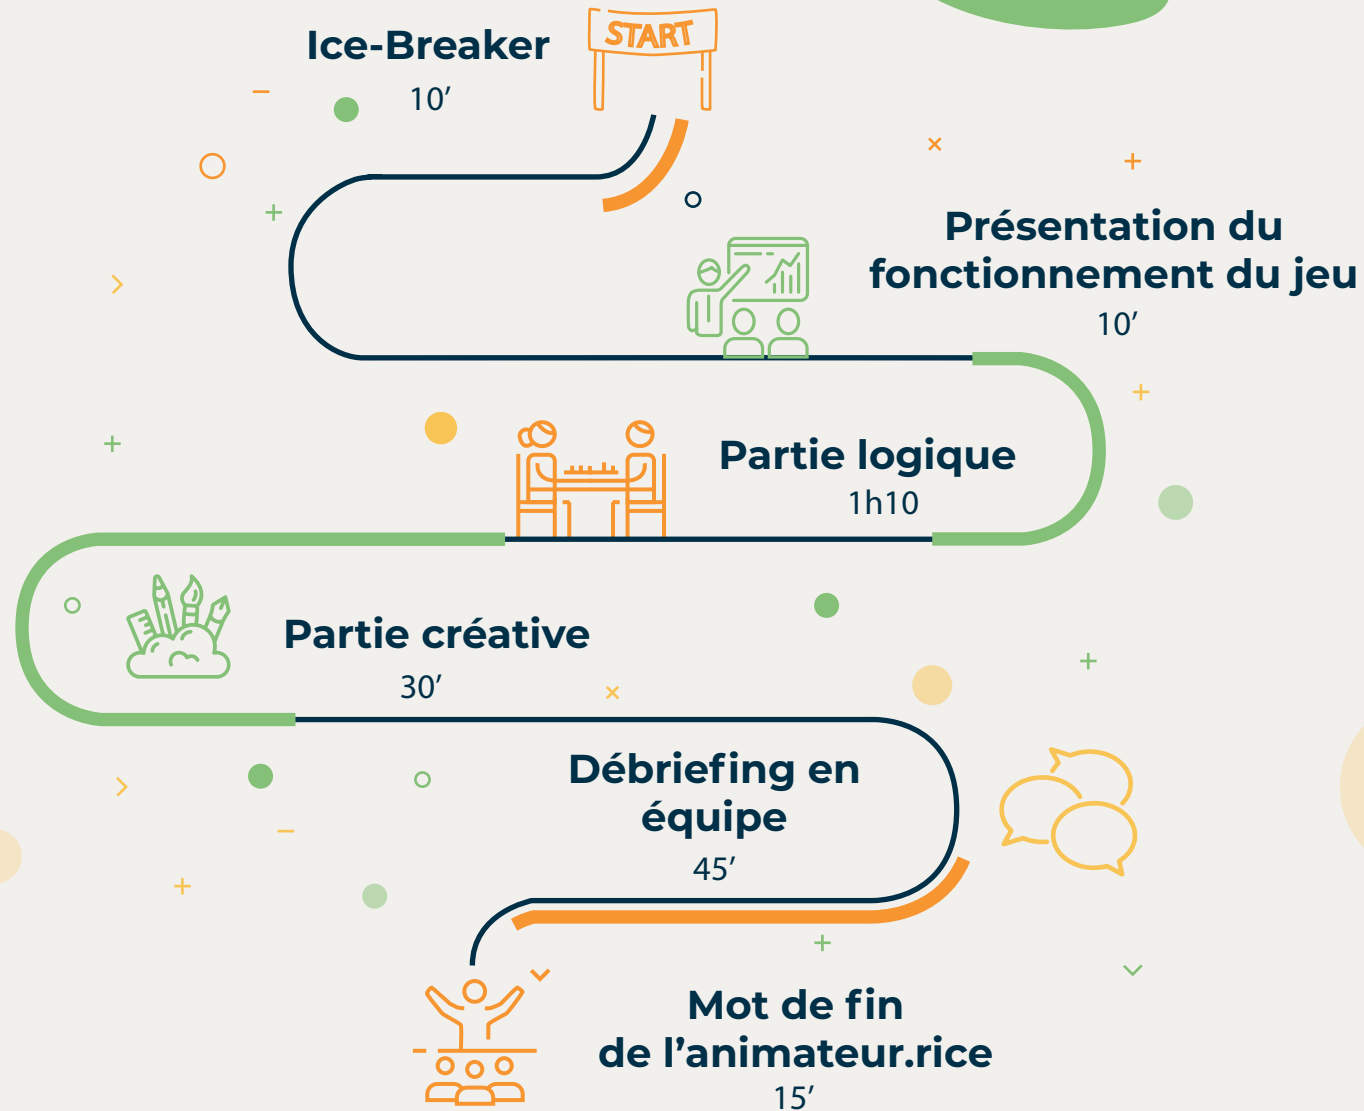 START
Ice-Breaker
10’
Présentation du
fonctionnement du jeu
10’
Partie logique
1h10
Partie créative
30’
Débriefing en
équipe
45’
Mot de fin
de l’animateur.rice
15’